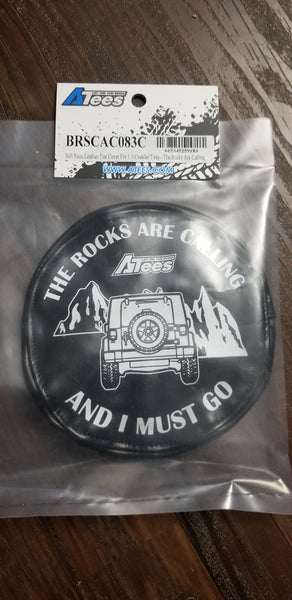 ATees
BRSCAC083C
Soft Faux Leather Tire Cover For 1.9 Crawler Tires - The Rocks Are Calling
WWW.ATEES.COM
THE ROCKS ARE CALLING
ATees
AND I MUST GO